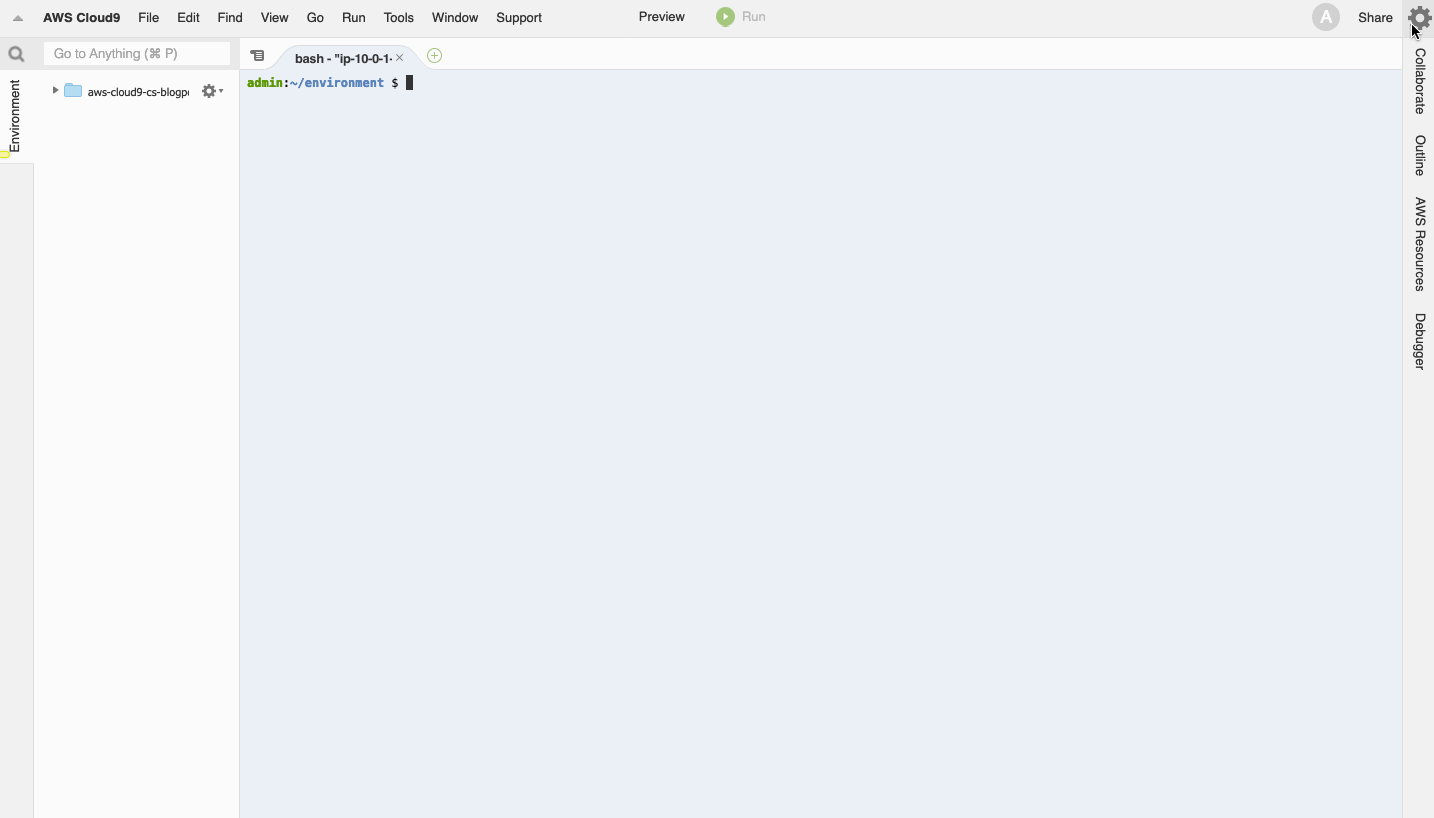 AWS Cloud9 File Edit Find View Go Run Tools Window Support Preview Run A Share
Go to Anything (⌘ P)
bash - "ip-10-0-1-
Environment
aws-cloud9-cs-blogp
admin:~/environment $
Collaborate
Outline
AWS Resources
Debugger